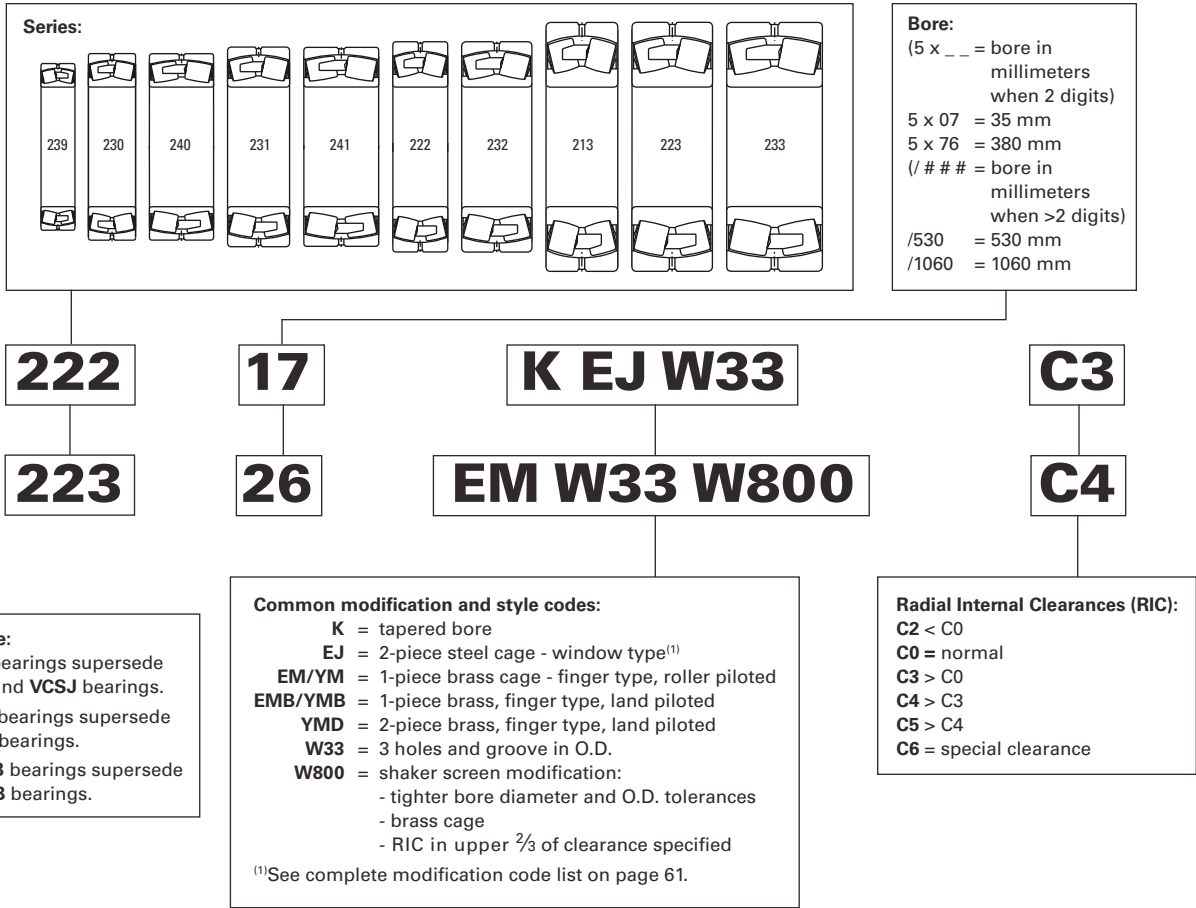 Series:
239 230 240 231 241 222 232 213 223 233
Bore:
(5 x _ _ = bore in
millimeters
when 2 digits)
5 x 07 = 35 mm
5 x 76 = 380 mm
(/ # # # = bore in
millimeters
when >2 digits)
/530 = 530 mm
/1060 = 1060 mm
222 17 K EJ W33 C3
223 26 EM W33 W800 C4
bearings supersede
and VCSJ bearings.
bearings supersede
bearings.
bearings supersede
bearings.
Common modification and style codes:
K = tapered bore
EJ = 2-piece steel cage - window type(1)
EM/YM = 1-piece brass cage - finger type, roller piloted
EMB/YMB = 1-piece brass, finger type, land piloted
YMD = 2-piece brass, finger type, land piloted
W33 = 3 holes and groove in O.D.
W800 = shaker screen modification:
- tighter bore diameter and O.D. tolerances
- brass cage
- RIC in upper 2/3 of clearance specified
(1)See complete modification code list on page 61.
Radial Internal Clearances (RIC):
C2 < C0
C0 = normal
C3 > C0
C4 > C3
C5 > C4
C6 = special clearance